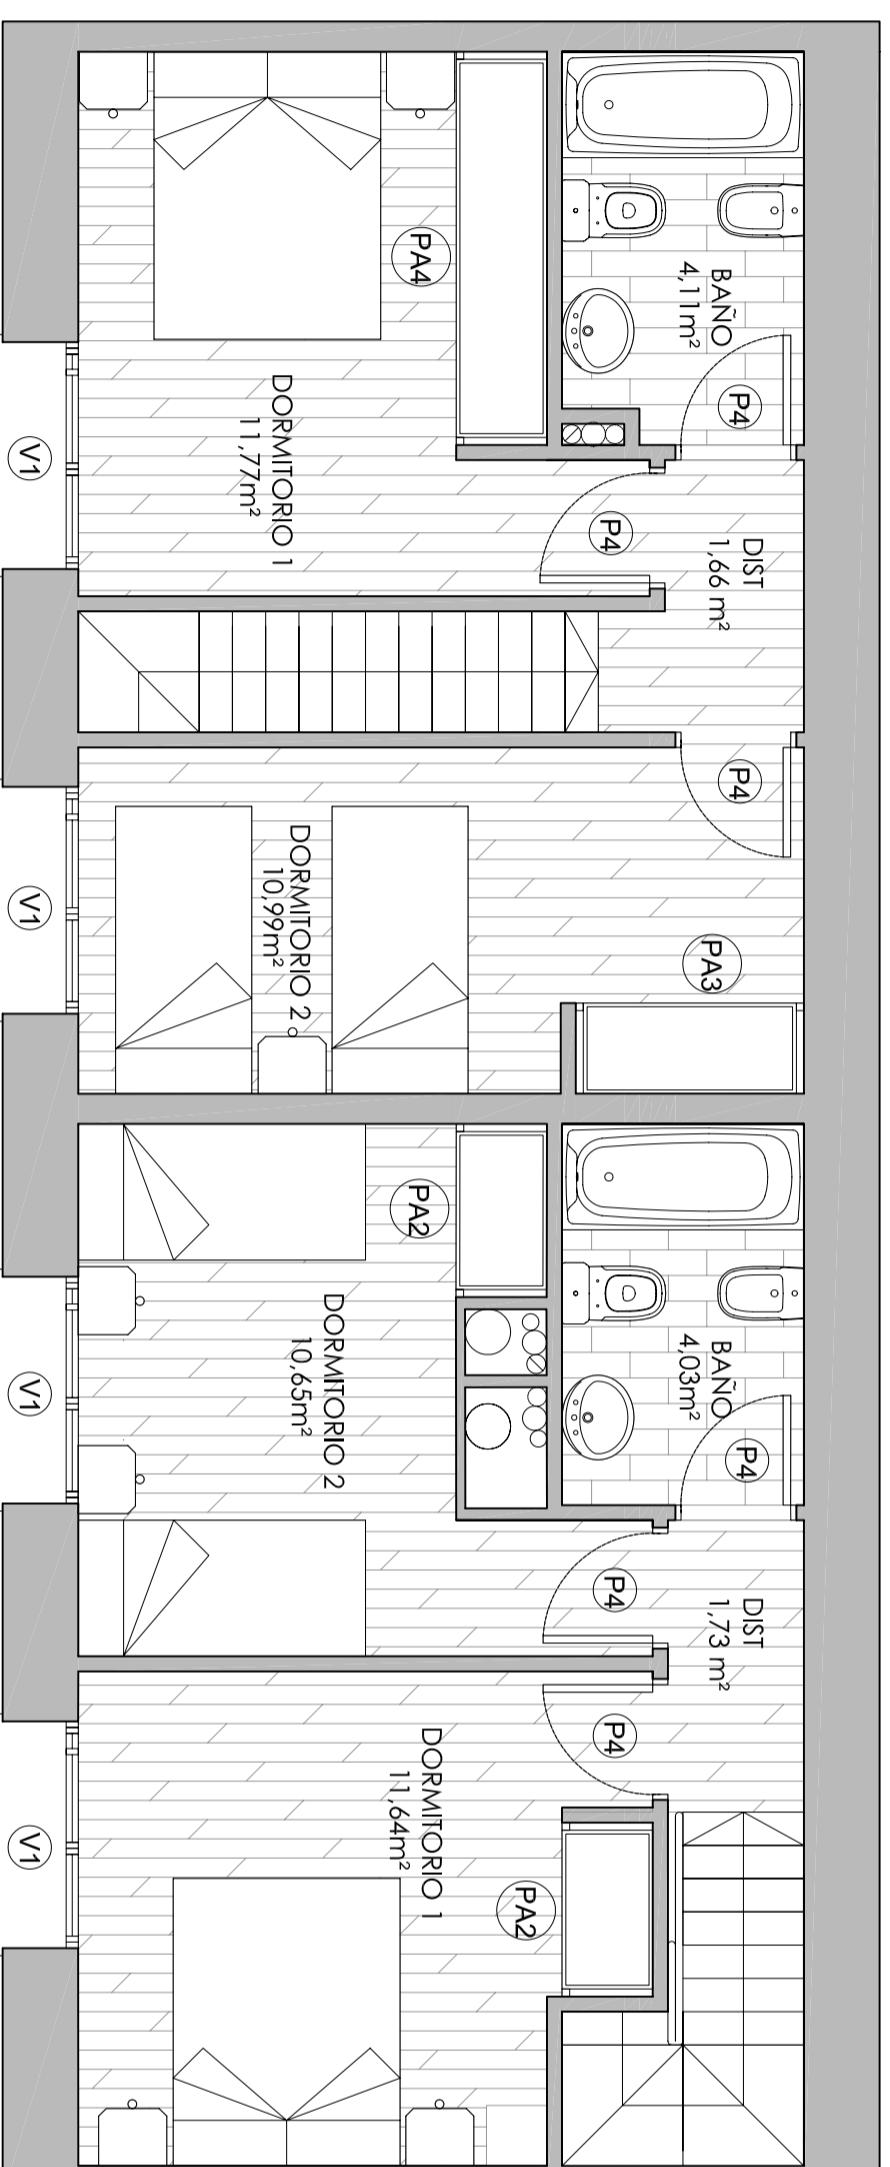 BAÑO
4,11m²
P4
PA4
DORMITORIO 1
11,77m²
V1
P4
DIST
1,66 m²
P4
PA3
DORMITORIO 2
10,99m²
V1
PA2
BAÑO
4,03m²
P4
DORMITORIO 2
10,65m²
V1
P4
DIST
1,73 m²
P4
DORMITORIO 1
11,64m²
PA2
V1